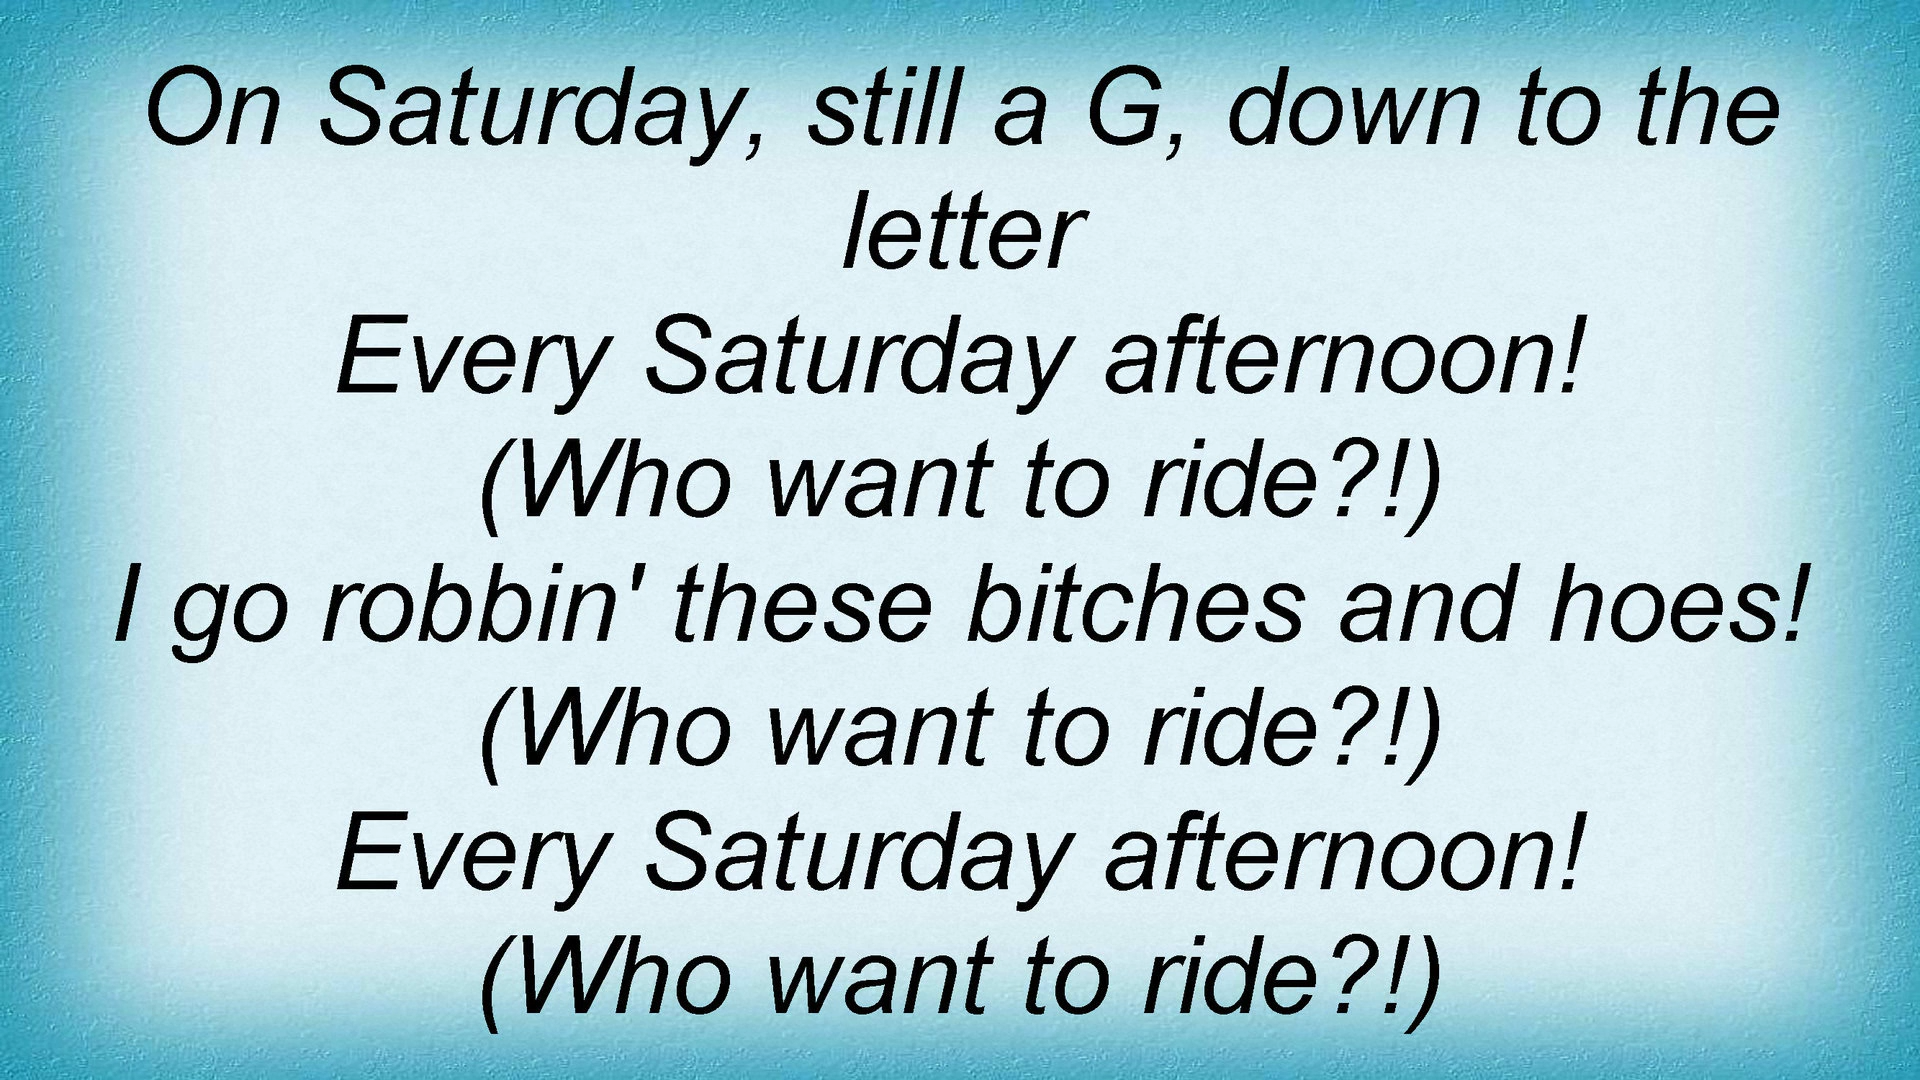 On Saturday, still a G, down to the
letter
Every Saturday afternoon!
(Who want to ride?!)
I go robbin' these bitches and hoes!
(Who want to ride?!)
Every Saturday afternoon!
(Who want to ride?!)